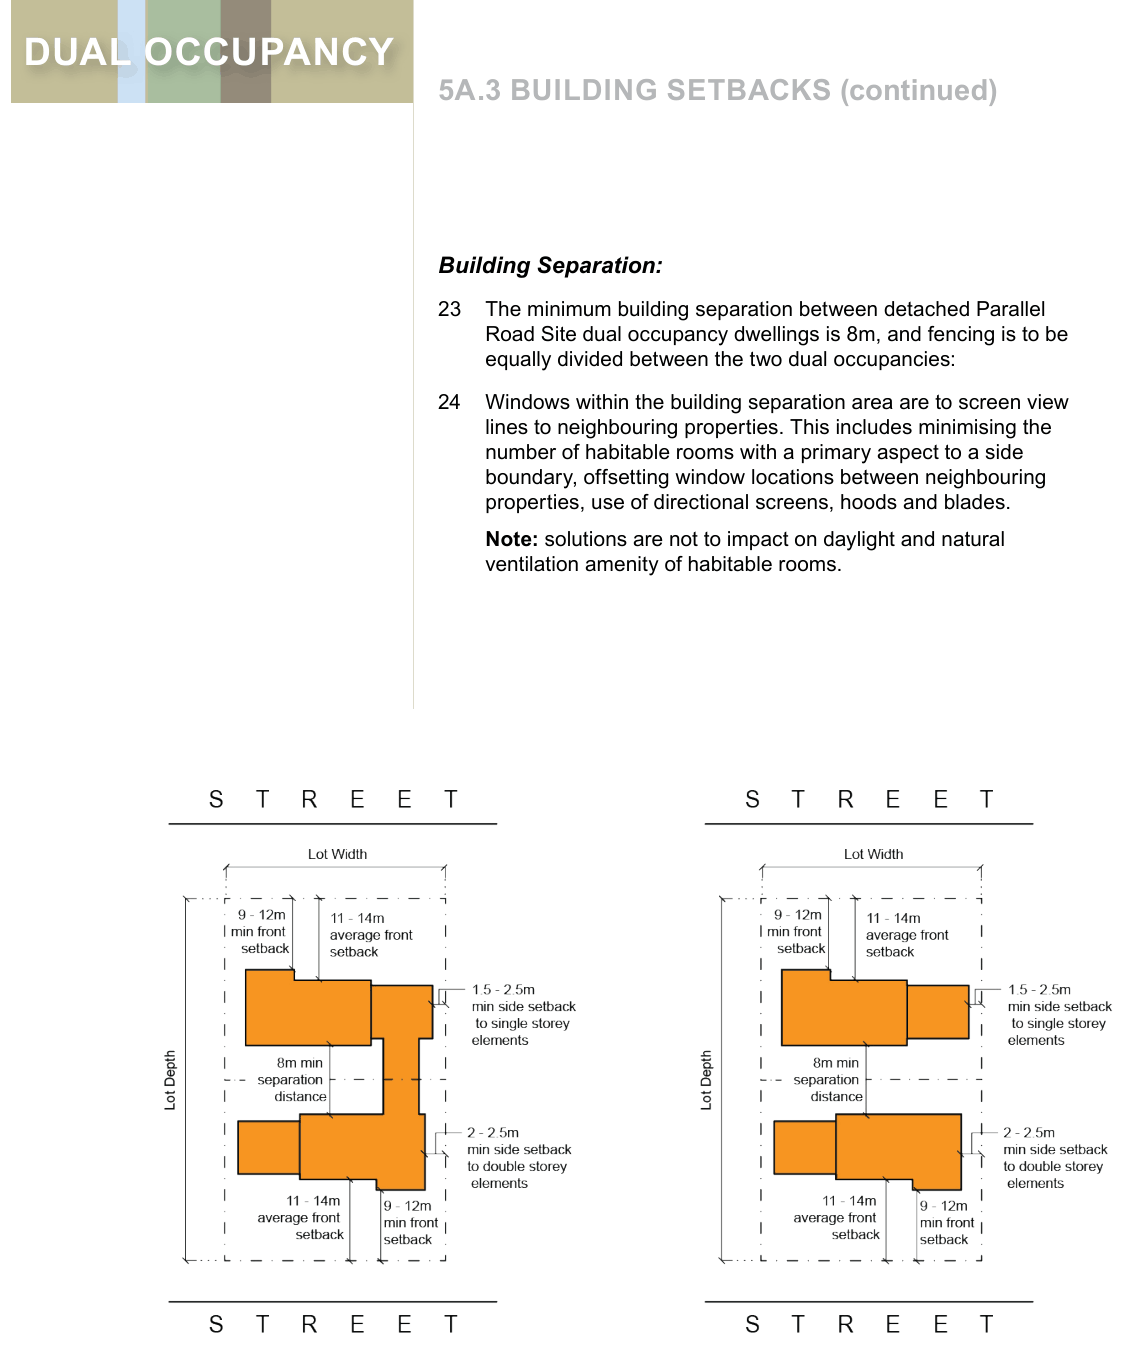 DUAL OCCUPANCY
5A.3 BUILDING SETBACKS (continued)
Building Separation:
23 The minimum building separation between detached Parallel
Road Site dual occupancy dwellings is 8m, and fencing is to be
equally divided between the two dual occupancies:
24 Windows within the building separation area are to screen view
lines to neighbouring properties. This includes minimising the
number of habitable rooms with a primary aspect to a side
boundary, offsetting window locations between neighbouring
properties, use of directional screens, hoods and blades.
Note: solutions are not to impact on daylight and natural
ventilation amenity of habitable rooms.
STREET
Lot Width
9 - 12m
min front
setback
11 - 14m
average front
setback
1.5 - 2.5m
min side setback
to single storey
elements
Lot Depth
8m min
separation
distance
2 - 2.5m
min side setback
to double storey
elements
11 - 14m
average front
setback
9 - 12m
min front
setback
STREET
STREET
Lot Width
9 - 12m
min front
setback
11 - 14m
average front
setback
1.5 - 2.5m
min side setback
to single storey
elements
Lot Depth
8m min
separation
distance
2 - 2.5m
min side setback
to double storey
elements
11 - 14m
average front
setback
9 - 12m
min front
setback
STREET